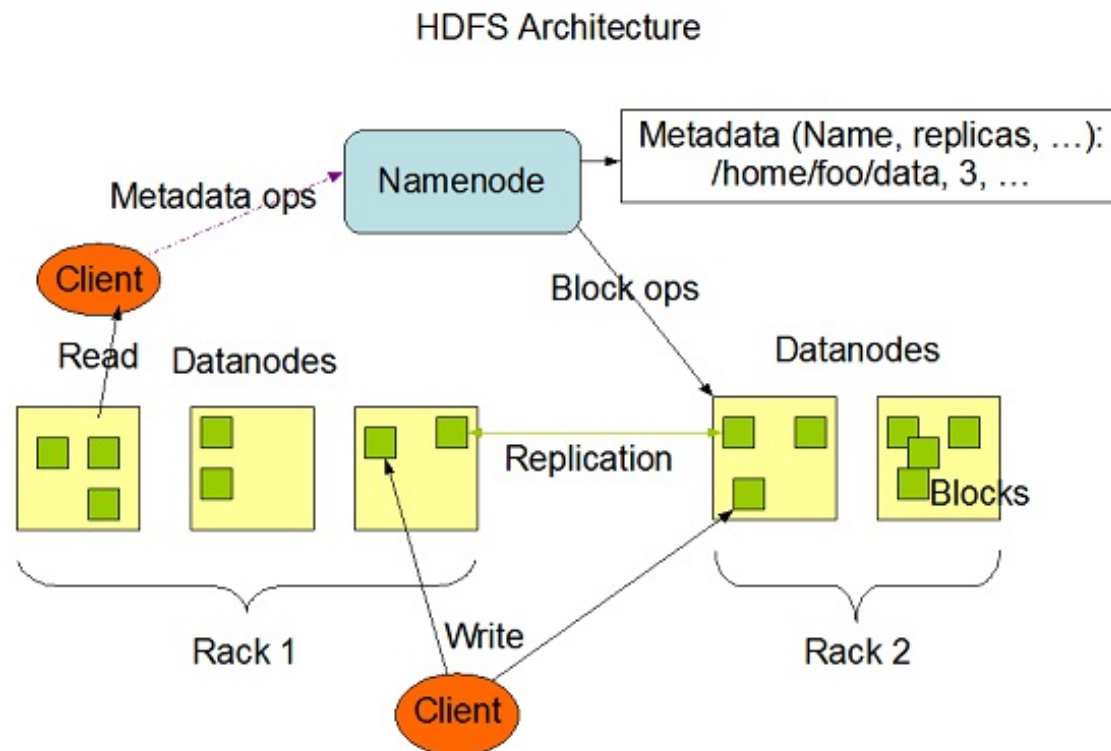 HDFS Architecture
Metadata (Name, replicas, …):
/home/foo/data, 3, …
Namenode
Metadata ops
Client
Block ops
Read
Datanodes
Datanodes
Replication
Blocks
Rack 1
Write
Rack 2
Client